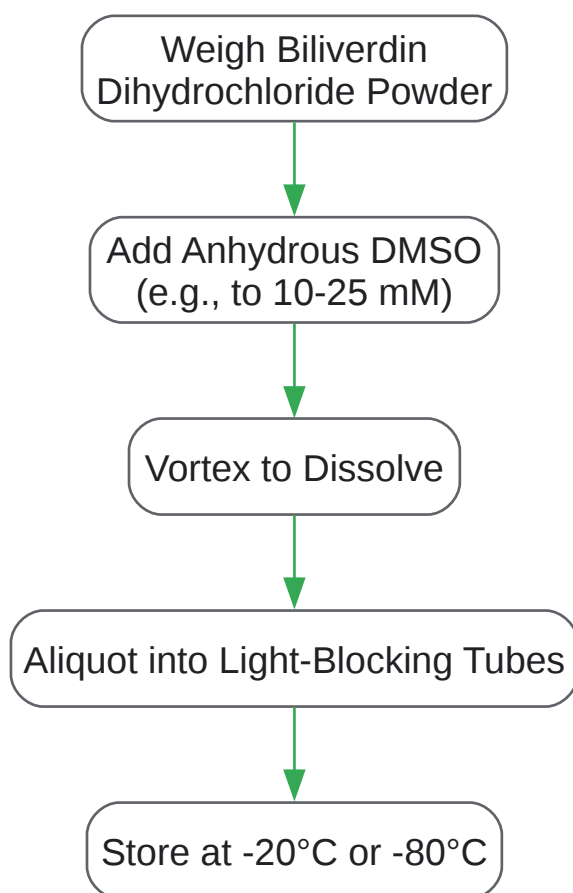 Weigh Biliverdin
Dihydrochloride Powder
Add Anhydrous DMSO
(e.g., to 10-25 mM)
Vortex to Dissolve
Aliquot into Light-Blocking Tubes
Store at -20°C or -80°C